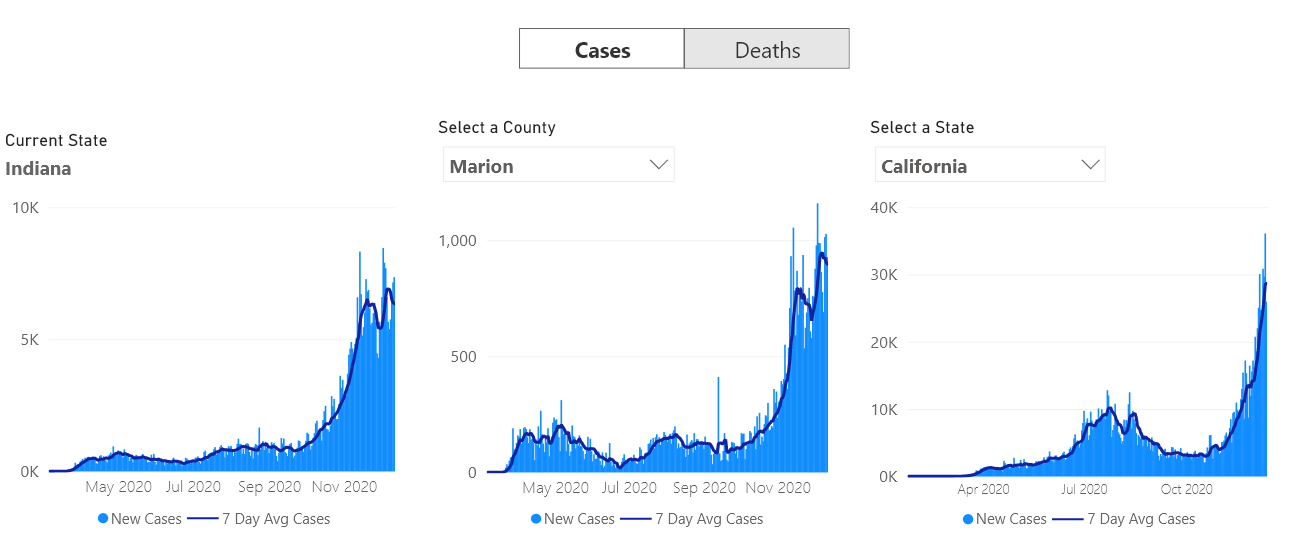 Cases Deaths
Current State
Indiana
10K
5K
0K
May 2020 Jul 2020 Sep 2020 Nov 2020
New Cases 7 Day Avg Cases
Select a County
Marion
1,000
500
0
May 2020 Jul 2020 Sep 2020 Nov 2020
New Cases 7 Day Avg Cases
Select a State
California
40K
30K
20K
10K
0K
Apr 2020 Jul 2020 Oct 2020
New Cases 7 Day Avg Cases